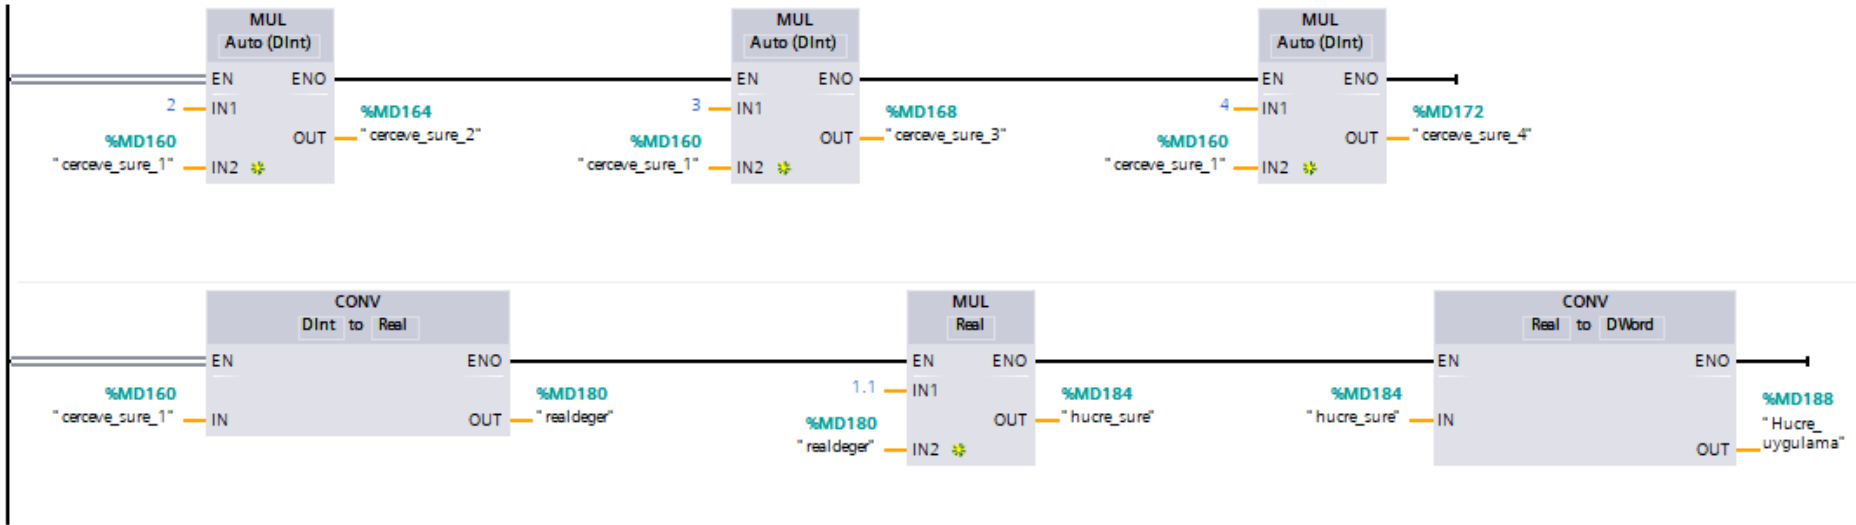 MUL
Auto (DInt)
EN ENO
2 IN1
%MD164
"cerceve_sure_2"
OUT
%MD160
"cerceve_sure_1"
IN2
MUL
Auto (DInt)
EN ENO
3 IN1
%MD168
"cerceve_sure_3"
OUT
%MD160
"cerceve_sure_1"
IN2
MUL
Auto (DInt)
EN ENO
4 IN1
%MD172
"cerceve_sure_4"
OUT
%MD160
"cerceve_sure_1"
IN2
CONV
DInt to Real
EN ENO
%MD160
"cerceve_sure_1"
IN
OUT
%MD180
"realdeger"
MUL
Real
EN ENO
1.1 IN1
%MD184
"hucre_sure"
OUT
%MD180
"realdeger"
IN2
CONV
Real to DWord
EN ENO
%MD184
"hucre_sure"
IN
%MD188
"Hucre_
uygulama"
OUT